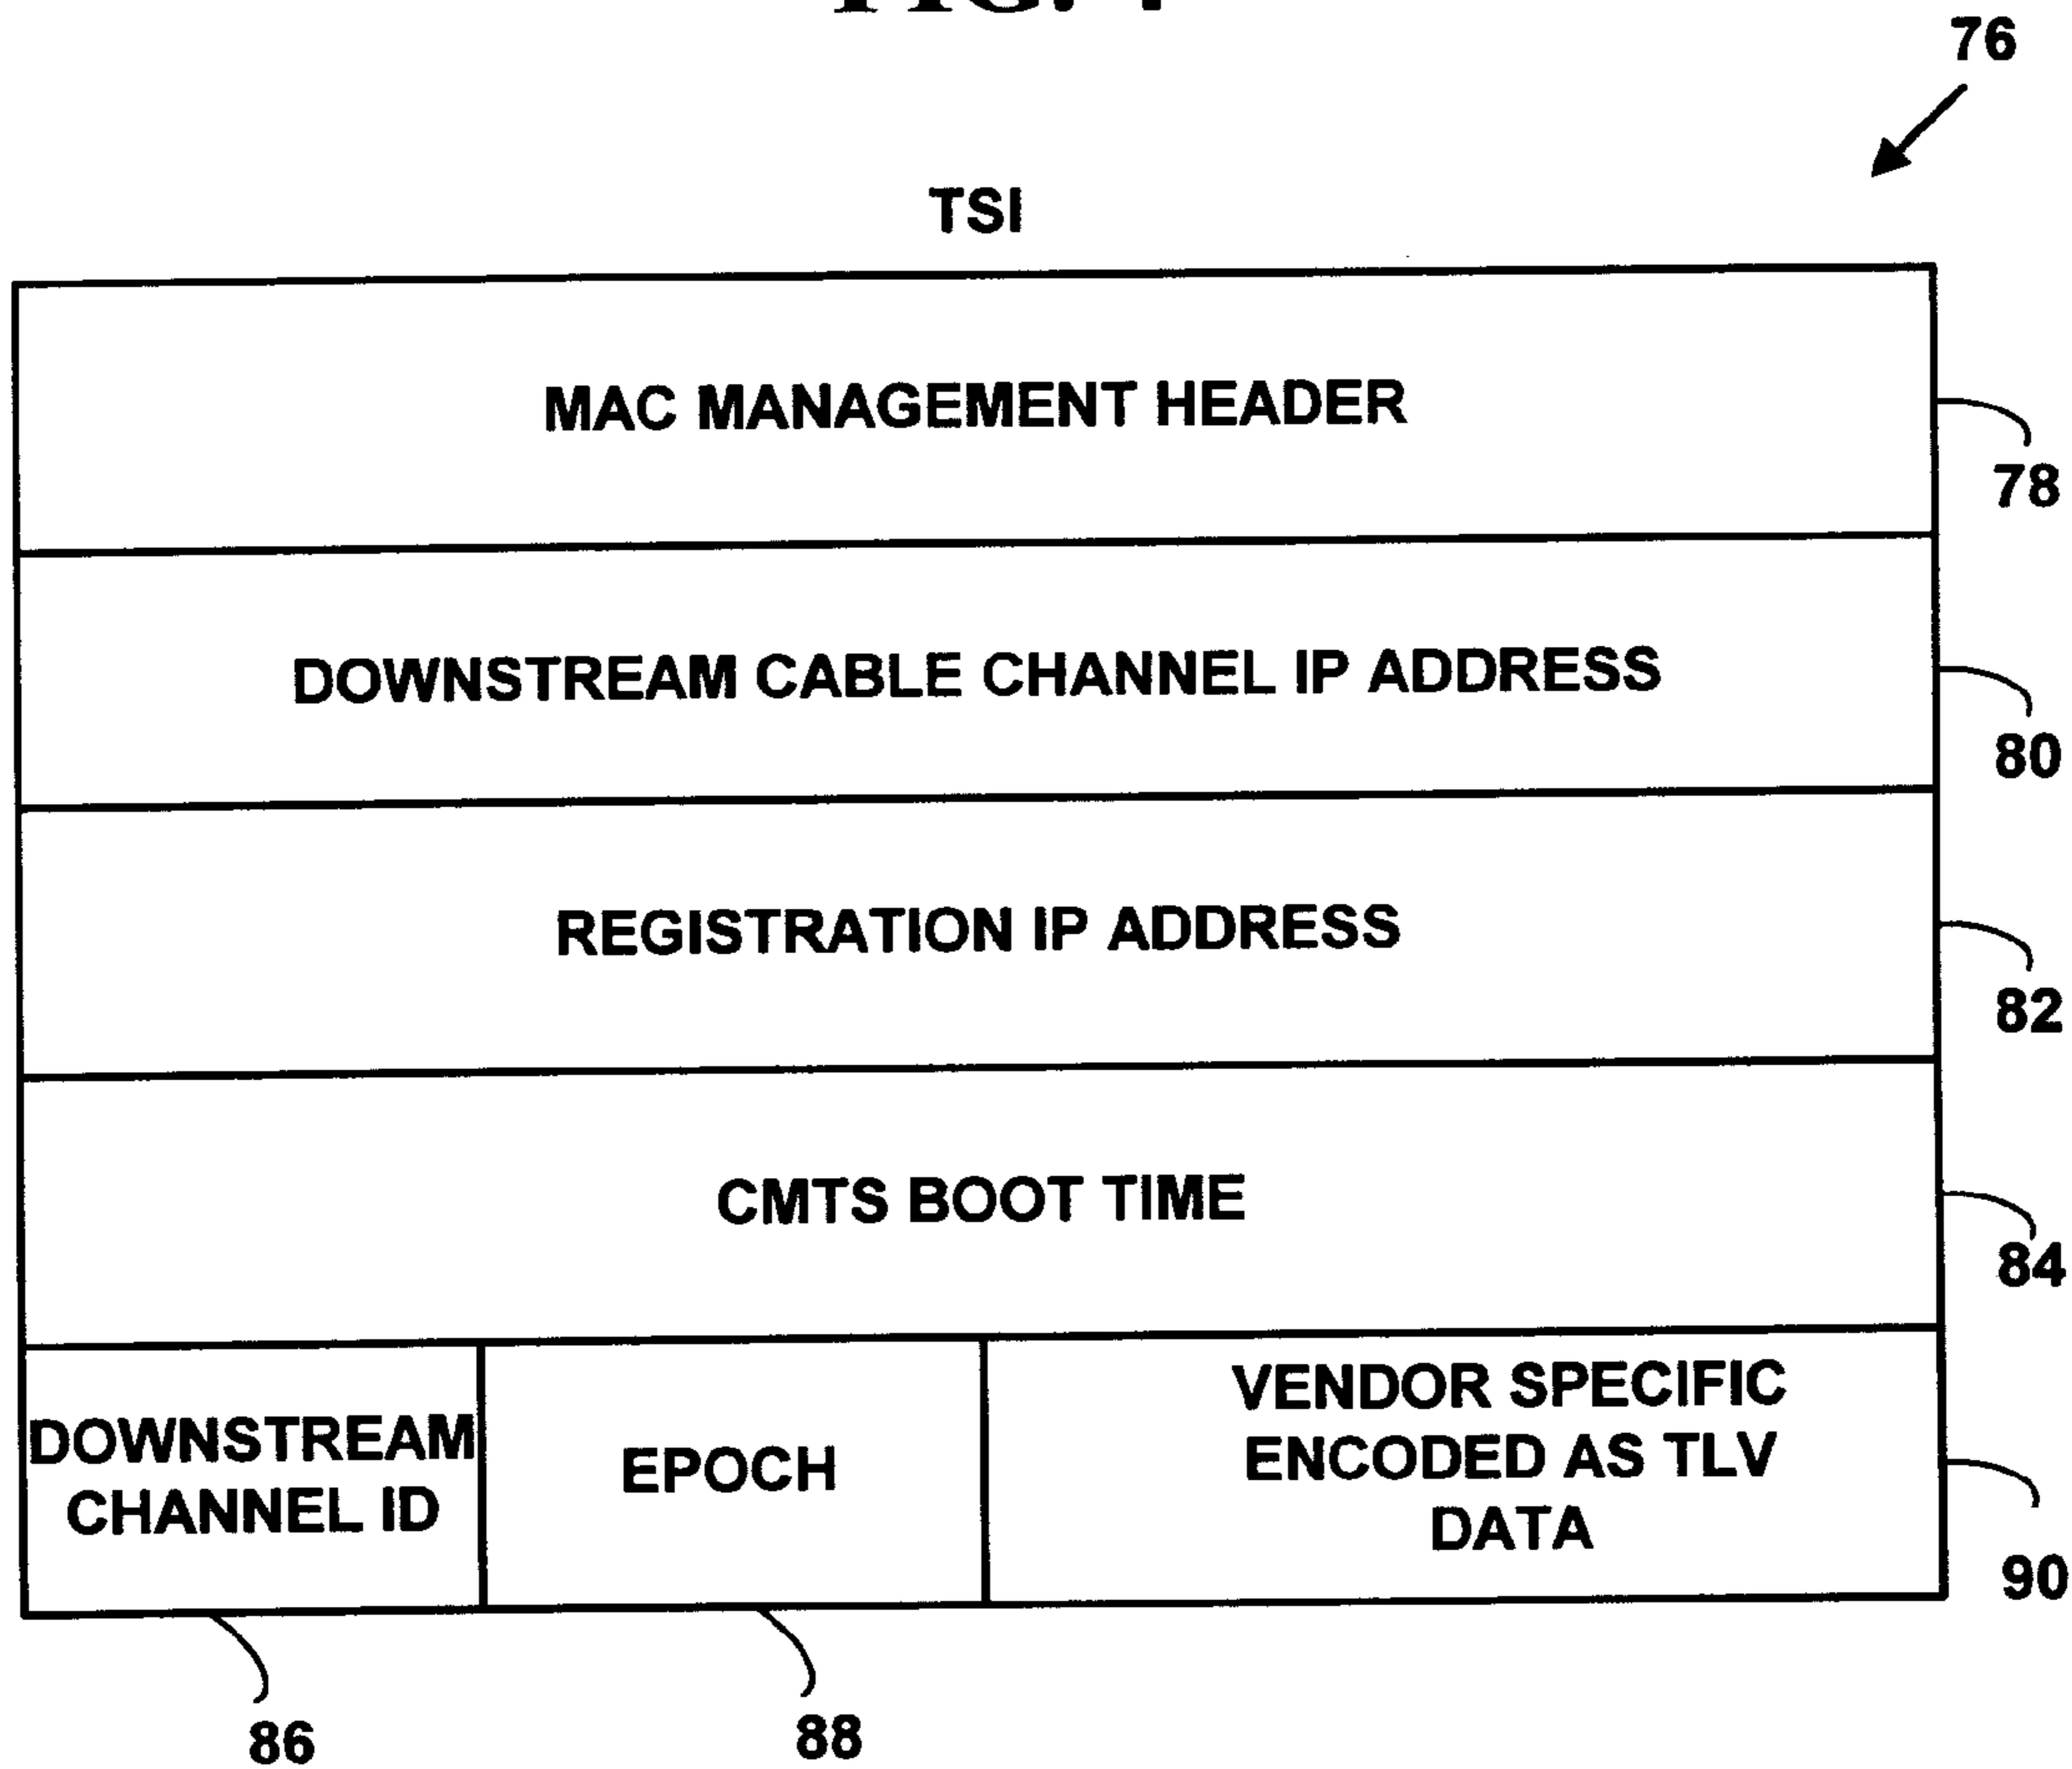 76
TSI
MAC MANAGEMENT HEADER
78
DOWNSTREAM CABLE CHANNEL IP ADDRESS
80
REGISTRATION IP ADDRESS
82
CMTS BOOT TIME
84
DOWNSTREAM
CHANNEL ID
EPOCH
VENDOR SPECIFIC
ENCODED AS TLV
DATA
90
86
88